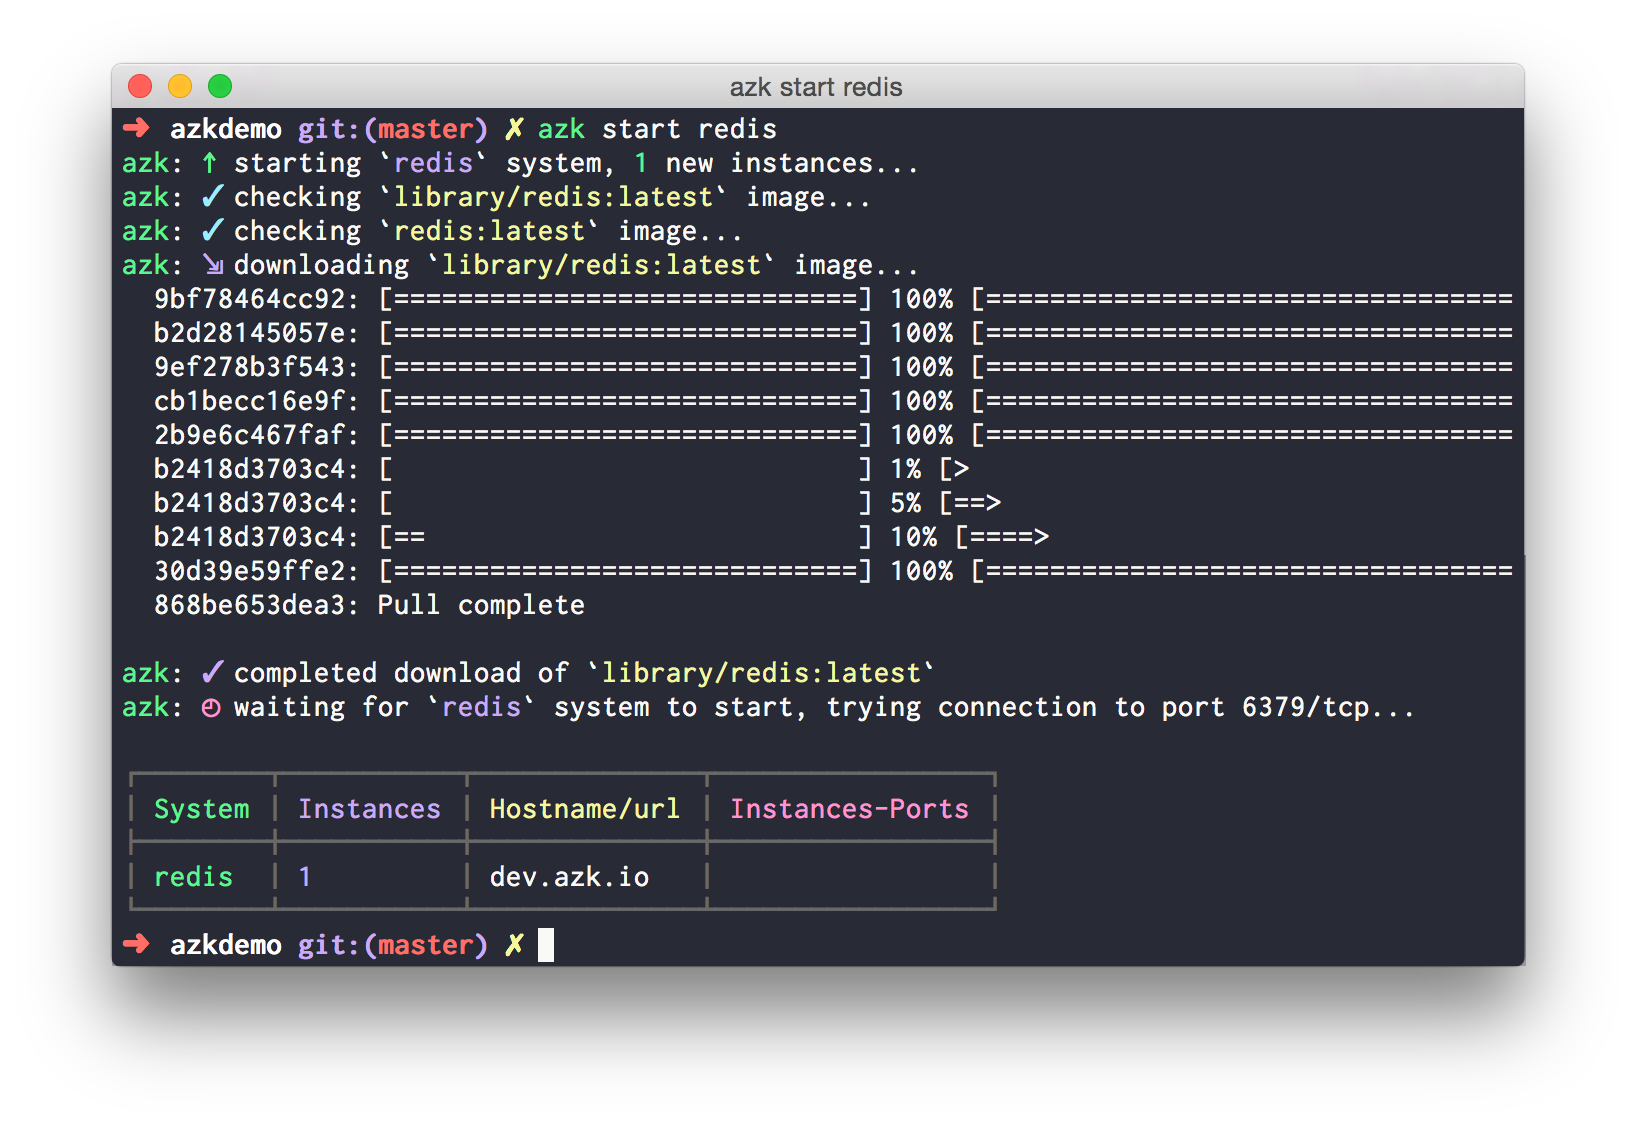 azk start redis
➜ azkdemo git:(master) ✗ azk start redis
azk: ↑ starting `redis` system, 1 new instances...
azk: ✓ checking `library/redis:latest` image...
azk: ✓ checking `redis:latest` image...
azk: ⇲ downloading `library/redis:latest` image...
9bf78464cc92: [=============================] 100% [=================================
b2d28145057e: [=============================] 100% [=================================
9ef278b3f543: [=============================] 100% [=================================
cb1becc16e9f: [=============================] 100% [=================================
2b9e6c467faf: [=============================] 100% [=================================
b2418d3703c4: [                             ] 1% [>
b2418d3703c4: [                             ] 5% [==>
b2418d3703c4: [==                           ] 10% [====>
30d39e59ffe2: [=============================] 100% [=================================
868be653dea3: Pull complete
azk: ✓ completed download of `library/redis:latest`
azk: ◴ waiting for `redis` system to start, trying connection to port 6379/tcp...
System Instances Hostname/url Instances-Ports
redis 1 dev.azk.io
➜ azkdemo git:(master) ✗